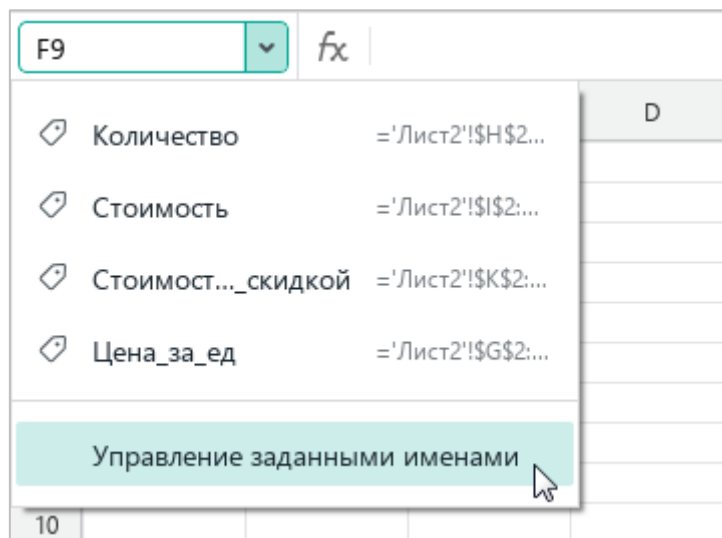 F9
fx
D
Количество ='Лист2'!$H$2...
Стоимость ='Лист2'!$I$2:...
Стоимост..._скидкой ='Лист2'!$K$2:...
Цена_за_ед ='Лист2'!$G$2:...
Управление заданными именами
10